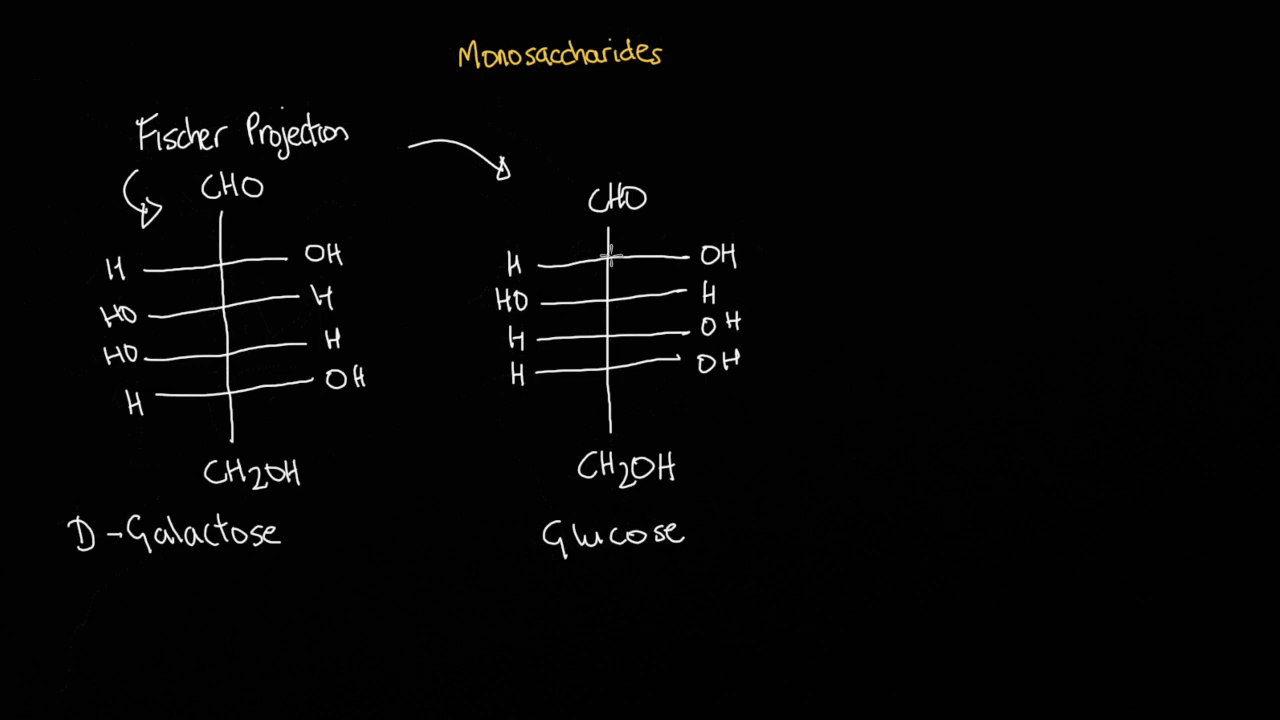 Monosaccharides
Fischer Projection
CHO
H OH
HO H
HO H
H OH
CH2OH
D-Galactose
CHO
H OH
HO H
H OH
H OH
CH2OH
Glucose